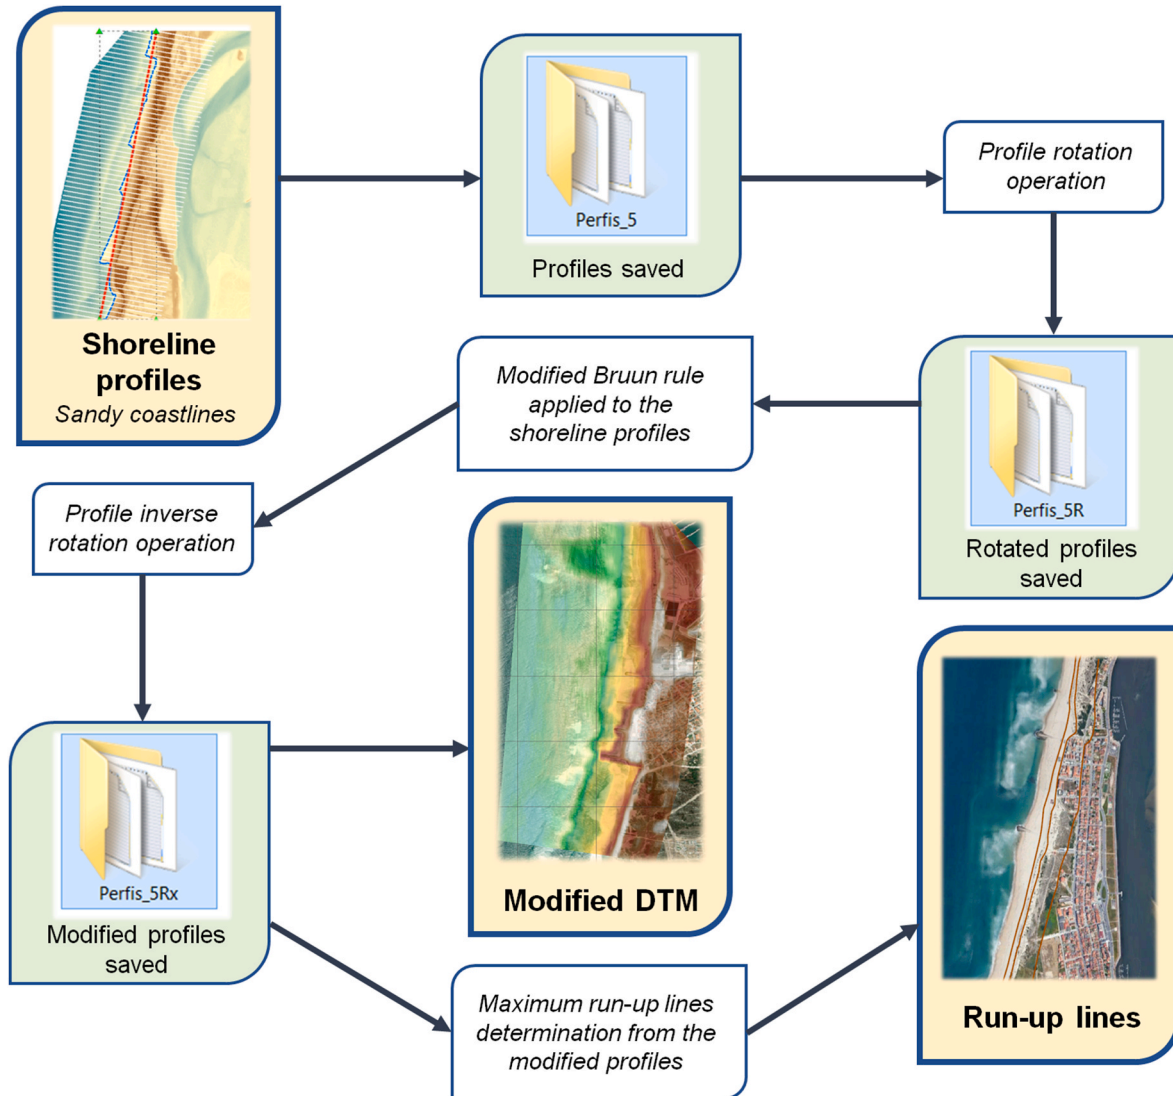 Shoreline
profiles
Sandy coastlines
Perfis_5
Profiles saved
Profile rotation
operation
Perfis_5R
Rotated profiles
saved
Modified Bruun rule
applied to the
shoreline profiles
Profile inverse
rotation operation
Perfis_5Rx
Modified profiles
saved
Modified DTM
Maximum run-up lines
determination from the
modified profiles
Run-up lines